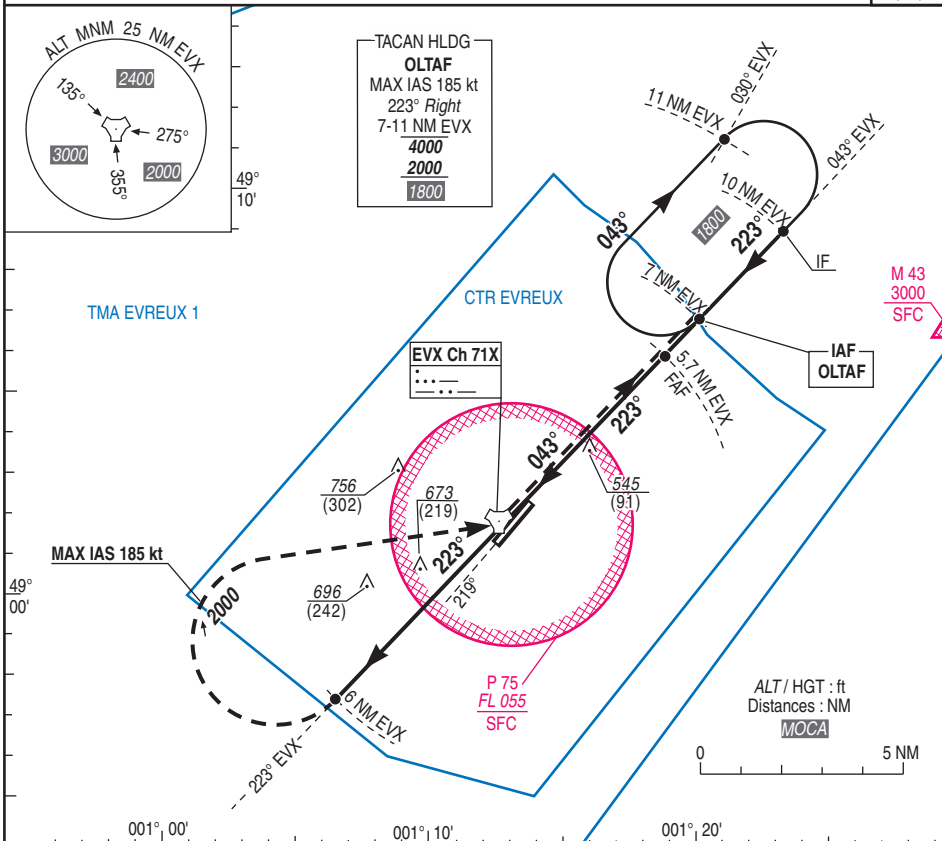 ALT MNM 25 NM EVX
2400
135°
275°
3000
355°
2000
TACAN HLDG
OLTAF
MAX IAS 185 kt
223° Right
7-11 NM EVX
4000
2000
1800
49°
10'
11 NM EVX
030° EVX
043° EVX
10 NM EVX
1800
043°
223°
IF
7 NM EVX
M 43
3000
SFC
TMA EVREUX 1
CTR EVREUX
IAF
OLTAF
EVX Ch 71X
5.7 NM EVX
FAF
223°
043°
756
(302)
673
(219)
545
(91)
MAX IAS 185 kt
223°
219°
696
(242)
49°
00'
2000
P 75
FL 055
SFC
6 NM EVX
223° EVX
ALT / HGT : ft
Distances : NM
MOCA
0 5 NM
001° 00' 001° 10' 001° 20'